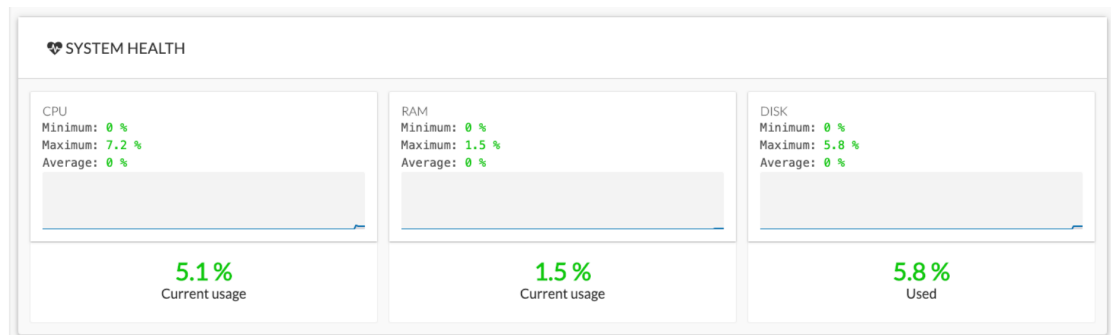 SYSTEM HEALTH
CPU
Minimum: 0 %
Maximum: 7.2 %
Average: 0 %
5.1 %
Current usage
RAM
Minimum: 0 %
Maximum: 1.5 %
Average: 0 %
1.5 %
Current usage
DISK
Minimum: 0 %
Maximum: 5.8 %
Average: 0 %
5.8 %
Used